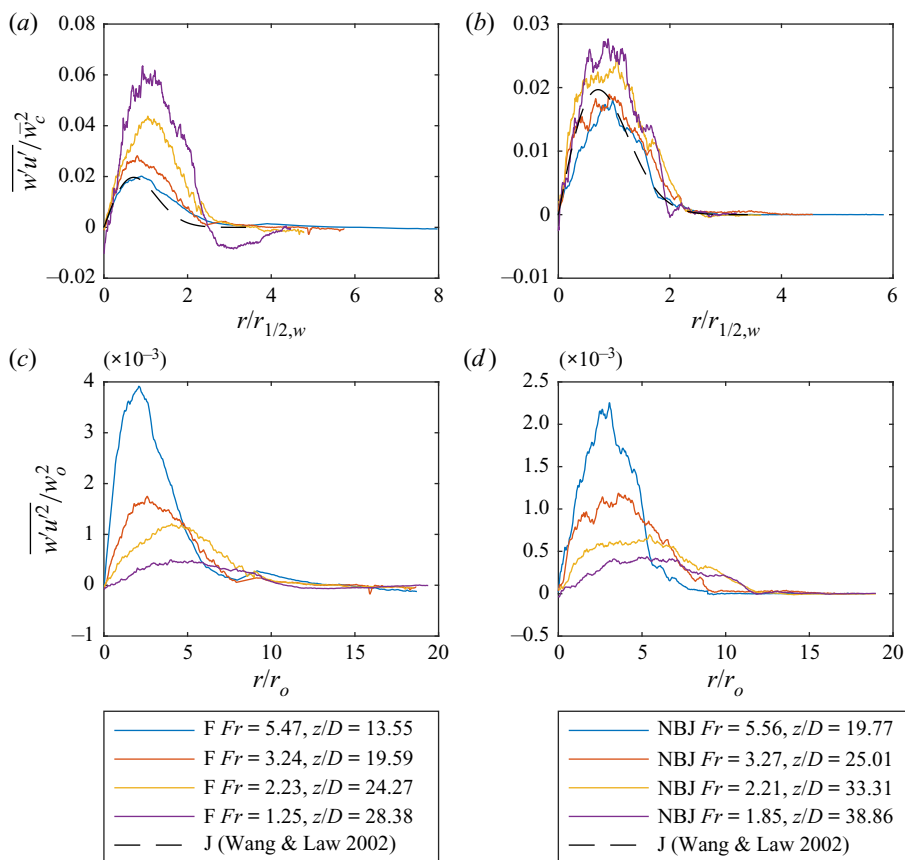 (a)
0.08
0.06
0.04
0.02
0
−0.02
w′u′/w̄c²
0 2 4 6 8
r/r1/2,w
(b)
0.03
0.02
0.01
0
−0.01
0 2 4 6
r/r1/2,w
(c) (×10⁻³)
4
3
2
1
0
−1
w′u′²/wo²
0 5 10 15 20
r/ro
(×10⁻³) (d)
2.5
2.0
1.5
1.0
0.5
0
−0.5
0 5 10 15 20
r/ro
F Fr = 5.47, z/D = 13.55
F Fr = 3.24, z/D = 19.59
F Fr = 2.23, z/D = 24.27
F Fr = 1.25, z/D = 28.38
J (Wang & Law 2002)
NBJ Fr = 5.56, z/D = 19.77
NBJ Fr = 3.27, z/D = 25.01
NBJ Fr = 2.21, z/D = 33.31
NBJ Fr = 1.85, z/D = 38.86
J (Wang & Law 2002)